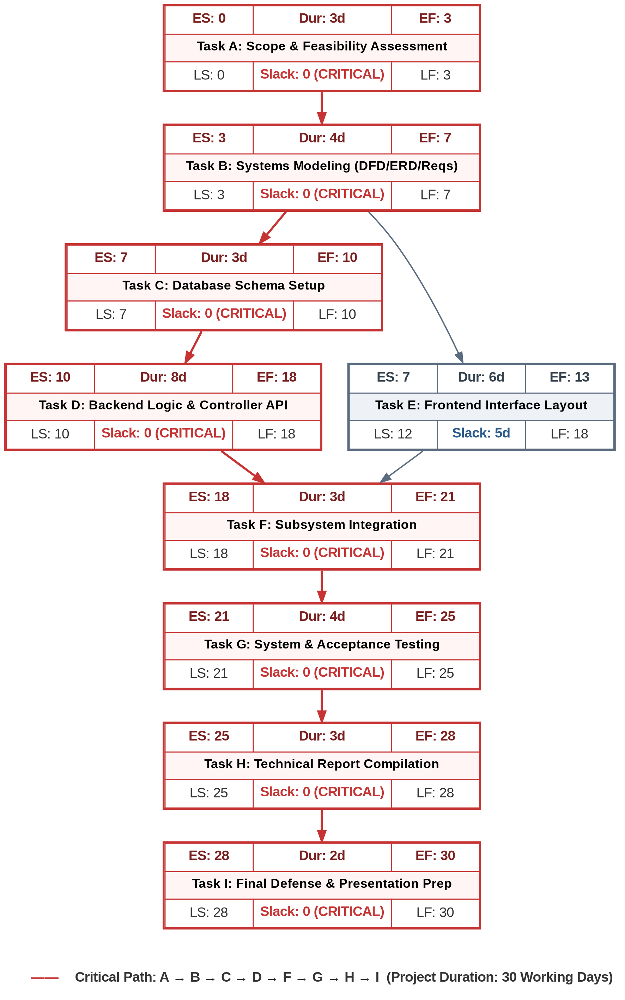 ES: 0 Dur: 3d EF: 3
Task A: Scope & Feasibility Assessment
LS: 0 Slack: 0 (CRITICAL) LF: 3
ES: 3 Dur: 4d EF: 7
Task B: Systems Modeling (DFD/ERD/Reqs)
LS: 3 Slack: 0 (CRITICAL) LF: 7
ES: 7 Dur: 3d EF: 10
Task C: Database Schema Setup
LS: 7 Slack: 0 (CRITICAL) LF: 10
ES: 10 Dur: 8d EF: 18
Task D: Backend Logic & Controller API
LS: 10 Slack: 0 (CRITICAL) LF: 18
ES: 7 Dur: 6d EF: 13
Task E: Frontend Interface Layout
LS: 12 Slack: 5d LF: 18
ES: 18 Dur: 3d EF: 21
Task F: Subsystem Integration
LS: 18 Slack: 0 (CRITICAL) LF: 21
ES: 21 Dur: 4d EF: 25
Task G: System & Acceptance Testing
LS: 21 Slack: 0 (CRITICAL) LF: 25
ES: 25 Dur: 3d EF: 28
Task H: Technical Report Compilation
LS: 25 Slack: 0 (CRITICAL) LF: 28
ES: 28 Dur: 2d EF: 30
Task I: Final Defense & Presentation Prep
LS: 28 Slack: 0 (CRITICAL) LF: 30
Critical Path: A → B → C → D → F → G → H → I (Project Duration: 30 Working Days)